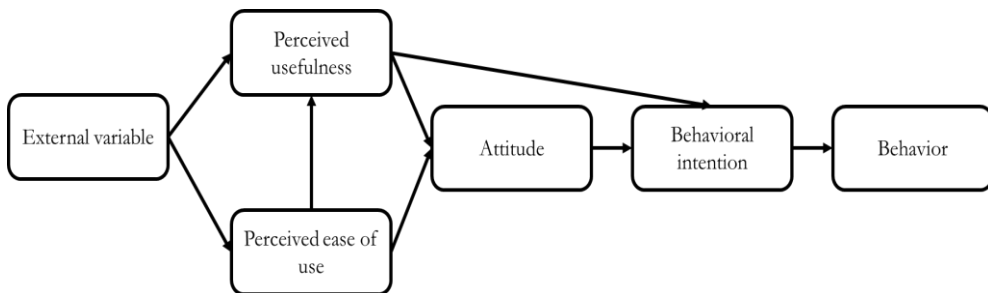 Perceived
usefulness
External variable
Attitude
Behavioral
intention
Behavior
Perceived ease of
use